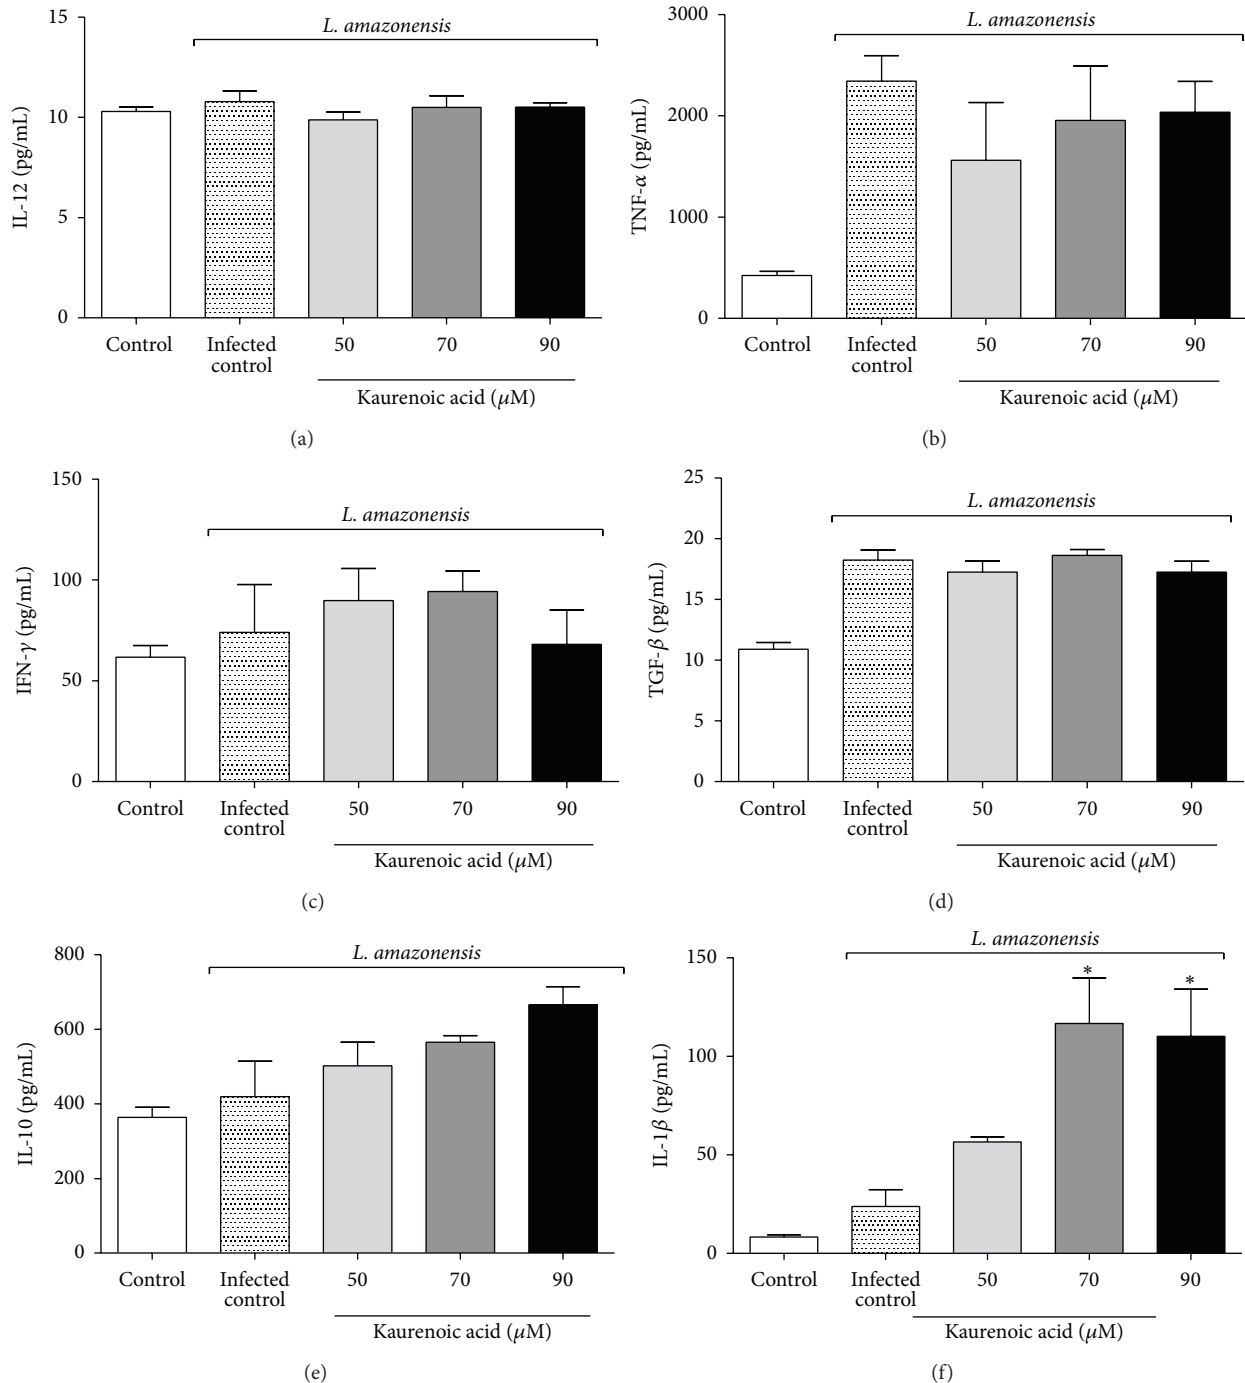 L. amazonensis
IL-12 (pg/mL)
15
10
5
0
Control
Infected
control
50
70
90
Kaurenoic acid (μM)
(a)
L. amazonensis
TNF-α (pg/mL)
3000
2000
1000
0
Control
Infected
control
50
70
90
Kaurenoic acid (μM)
(b)
L. amazonensis
IFN-γ (pg/mL)
150
100
50
0
Control
Infected
control
50
70
90
Kaurenoic acid (μM)
(c)
L. amazonensis
TGF-β (pg/mL)
25
20
15
10
5
0
Control
Infected
control
50
70
90
Kaurenoic acid (μM)
(d)
L. amazonensis
IL-10 (pg/mL)
800
600
400
200
0
Control
Infected
control
50
70
90
Kaurenoic acid (μM)
(e)
L. amazonensis
IL-1β (pg/mL)
150
100
50
0
*
*
Control
Infected
control
50
70
90
Kaurenoic acid (μM)
(f)